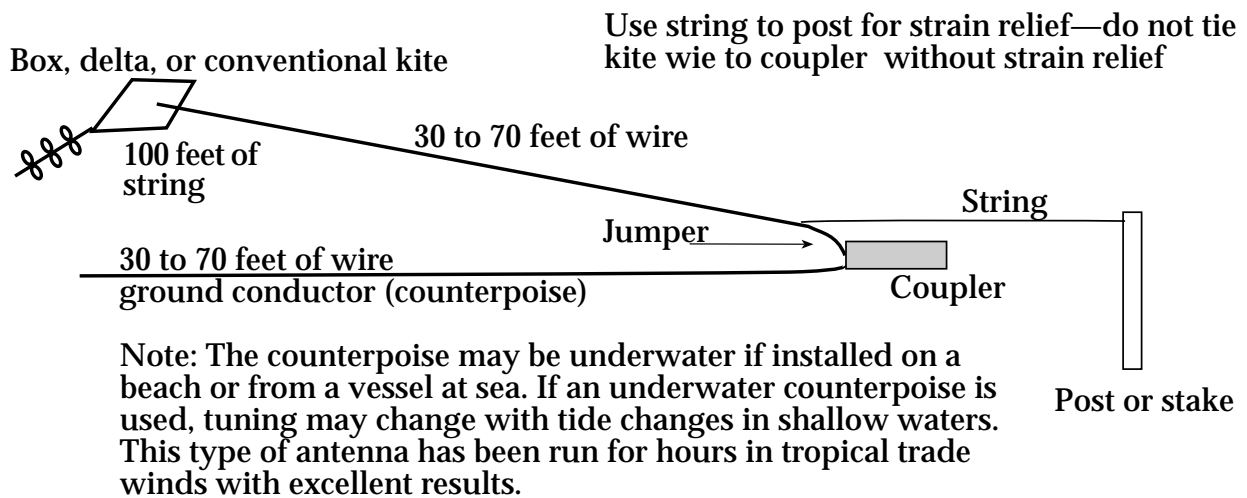 Use string to post for strain relief—do not tie
kite wie to coupler without strain relief
Box, delta, or conventional kite
30 to 70 feet of wire
100 feet of
string
String
Jumper
30 to 70 feet of wire
ground conductor (counterpoise)
Coupler
Note: The counterpoise may be underwater if installed on a
beach or from a vessel at sea. If an underwater counterpoise is
used, tuning may change with tide changes in shallow waters.
This type of antenna has been run for hours in tropical trade
winds with excellent results.
Post or stake